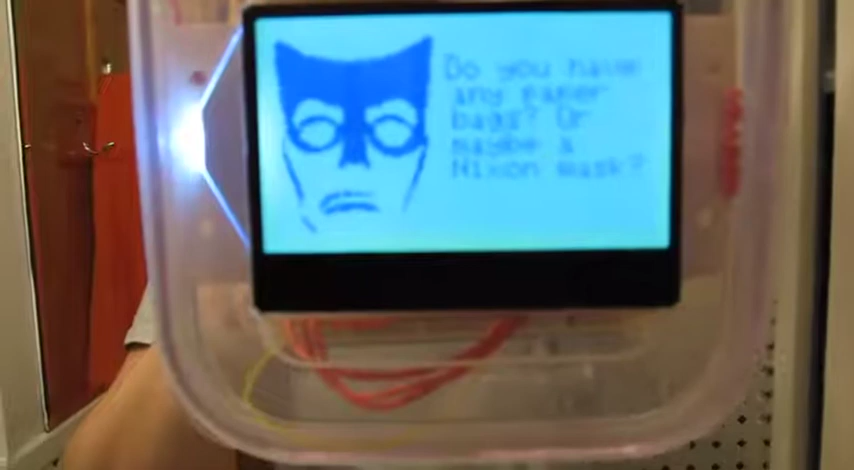 Do you have
any paper
bags? Or
maybe a
Nixon mask?